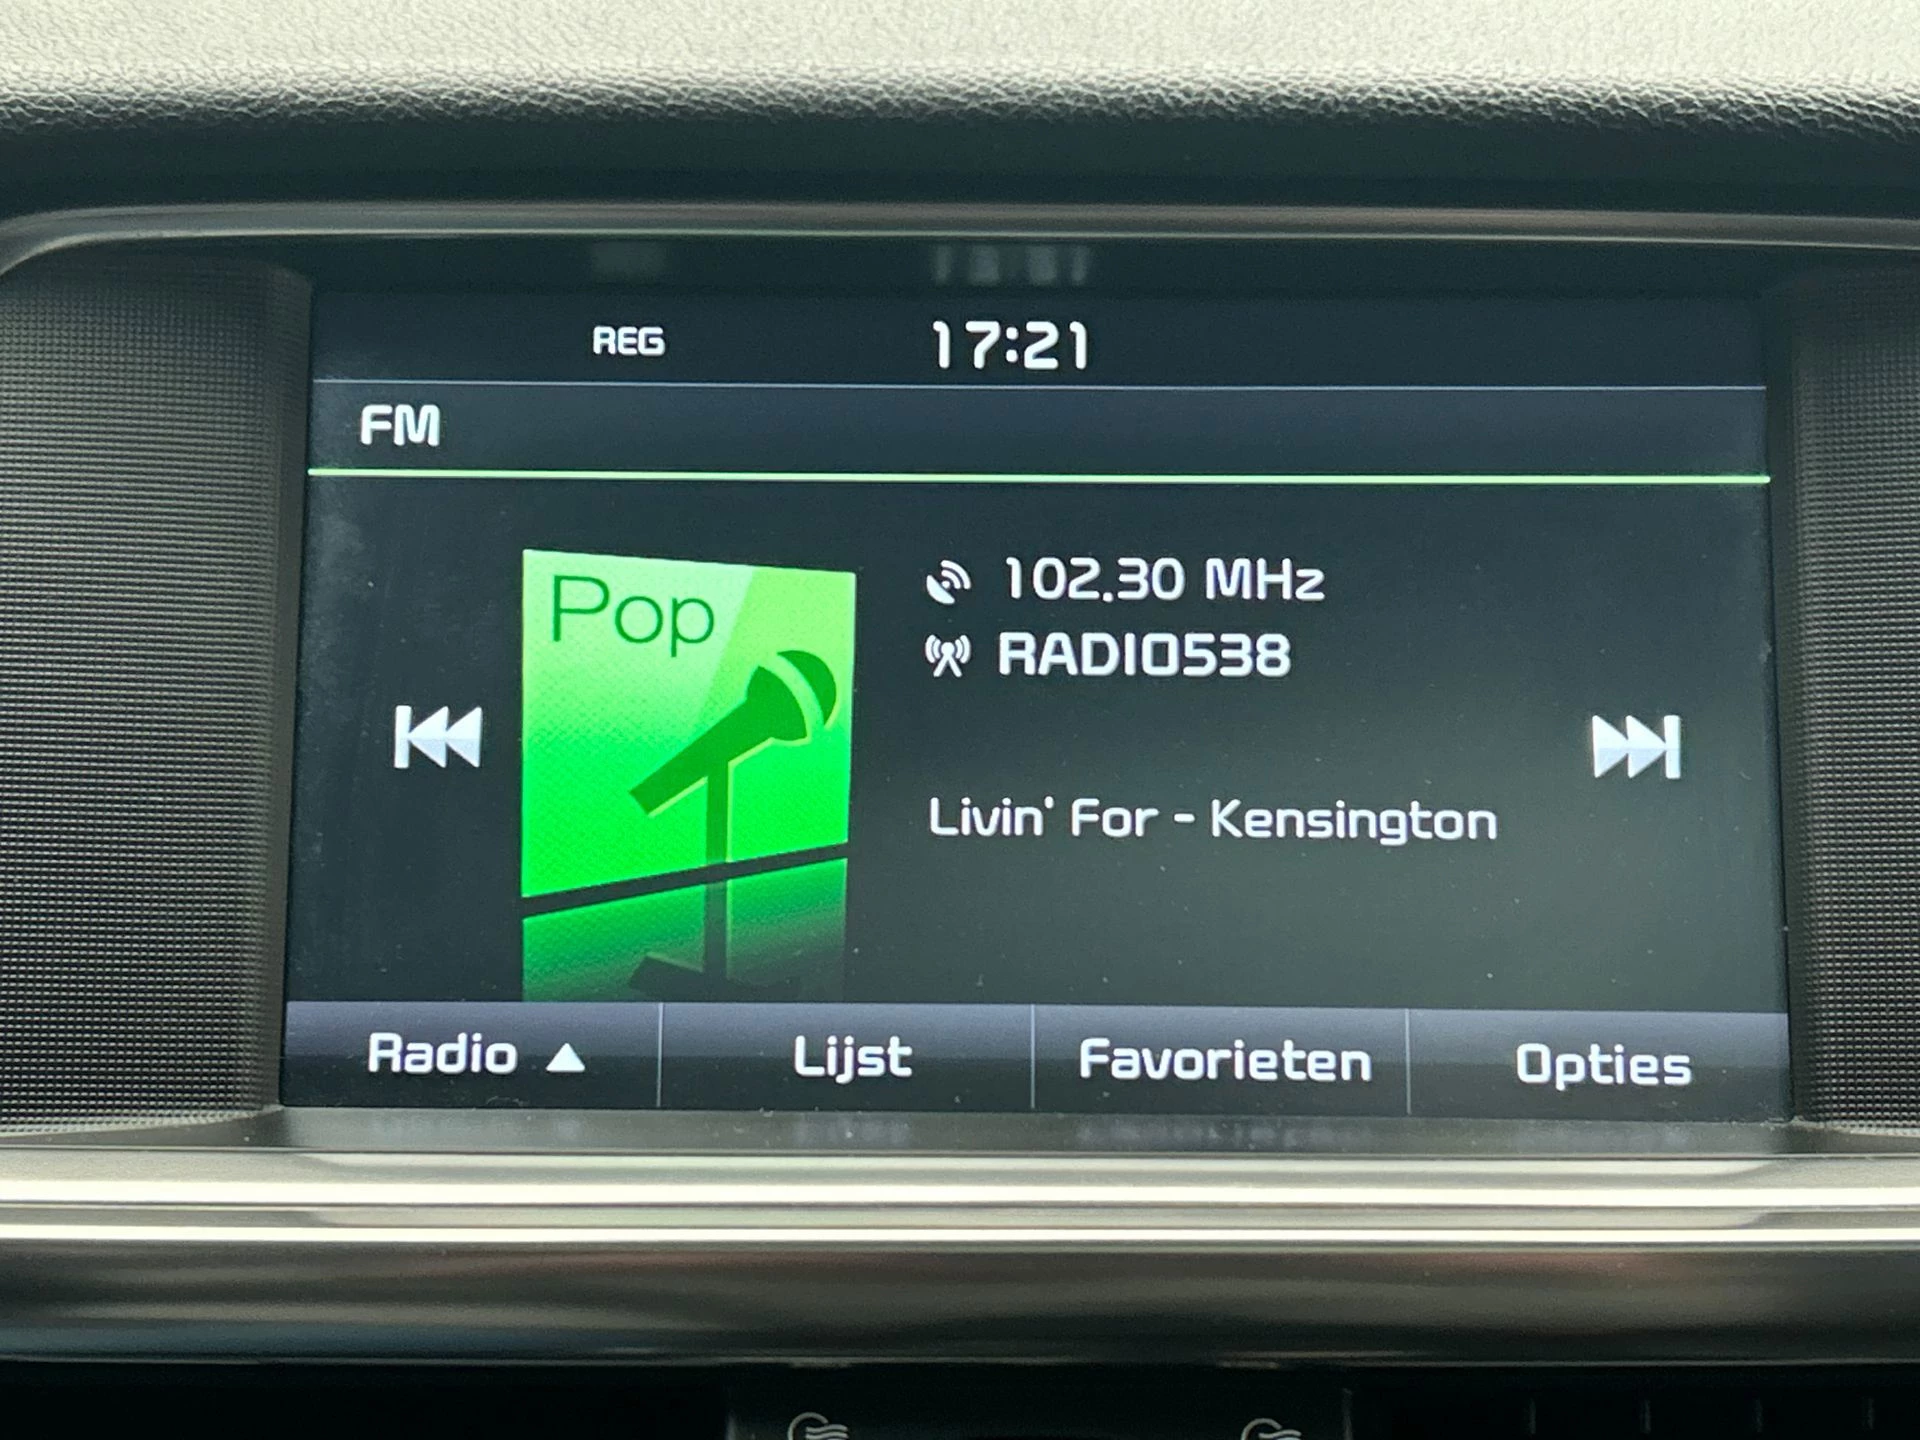 REG 17:21
FM
Pop
102.30 MHz
RADIO538
Livin' For - Kensington
Radio Lijst Favorieten Opties